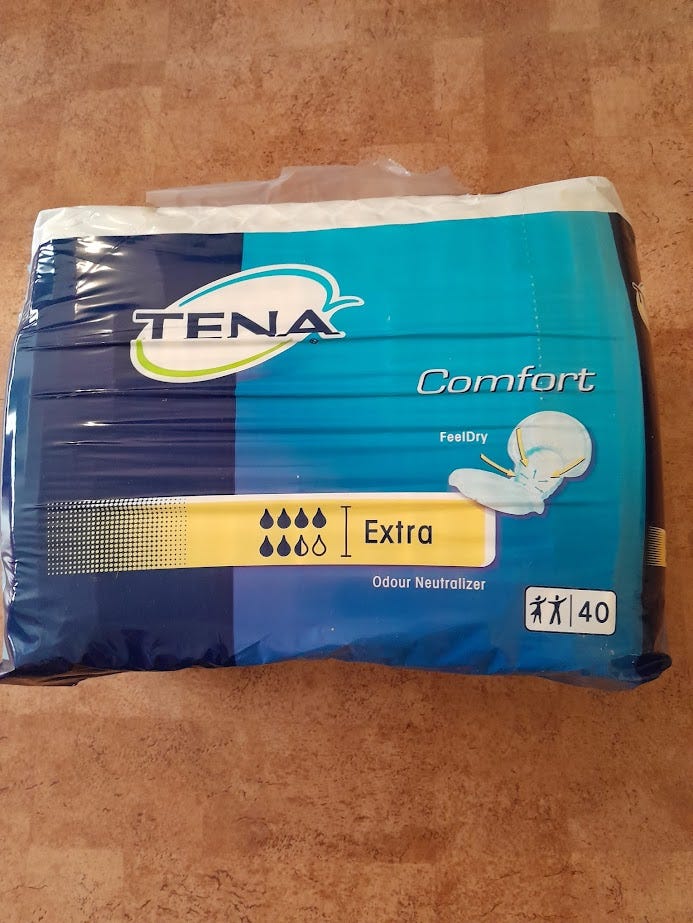 TENA
Comfort
FeelDry
Extra
Odour Neutralizer
40